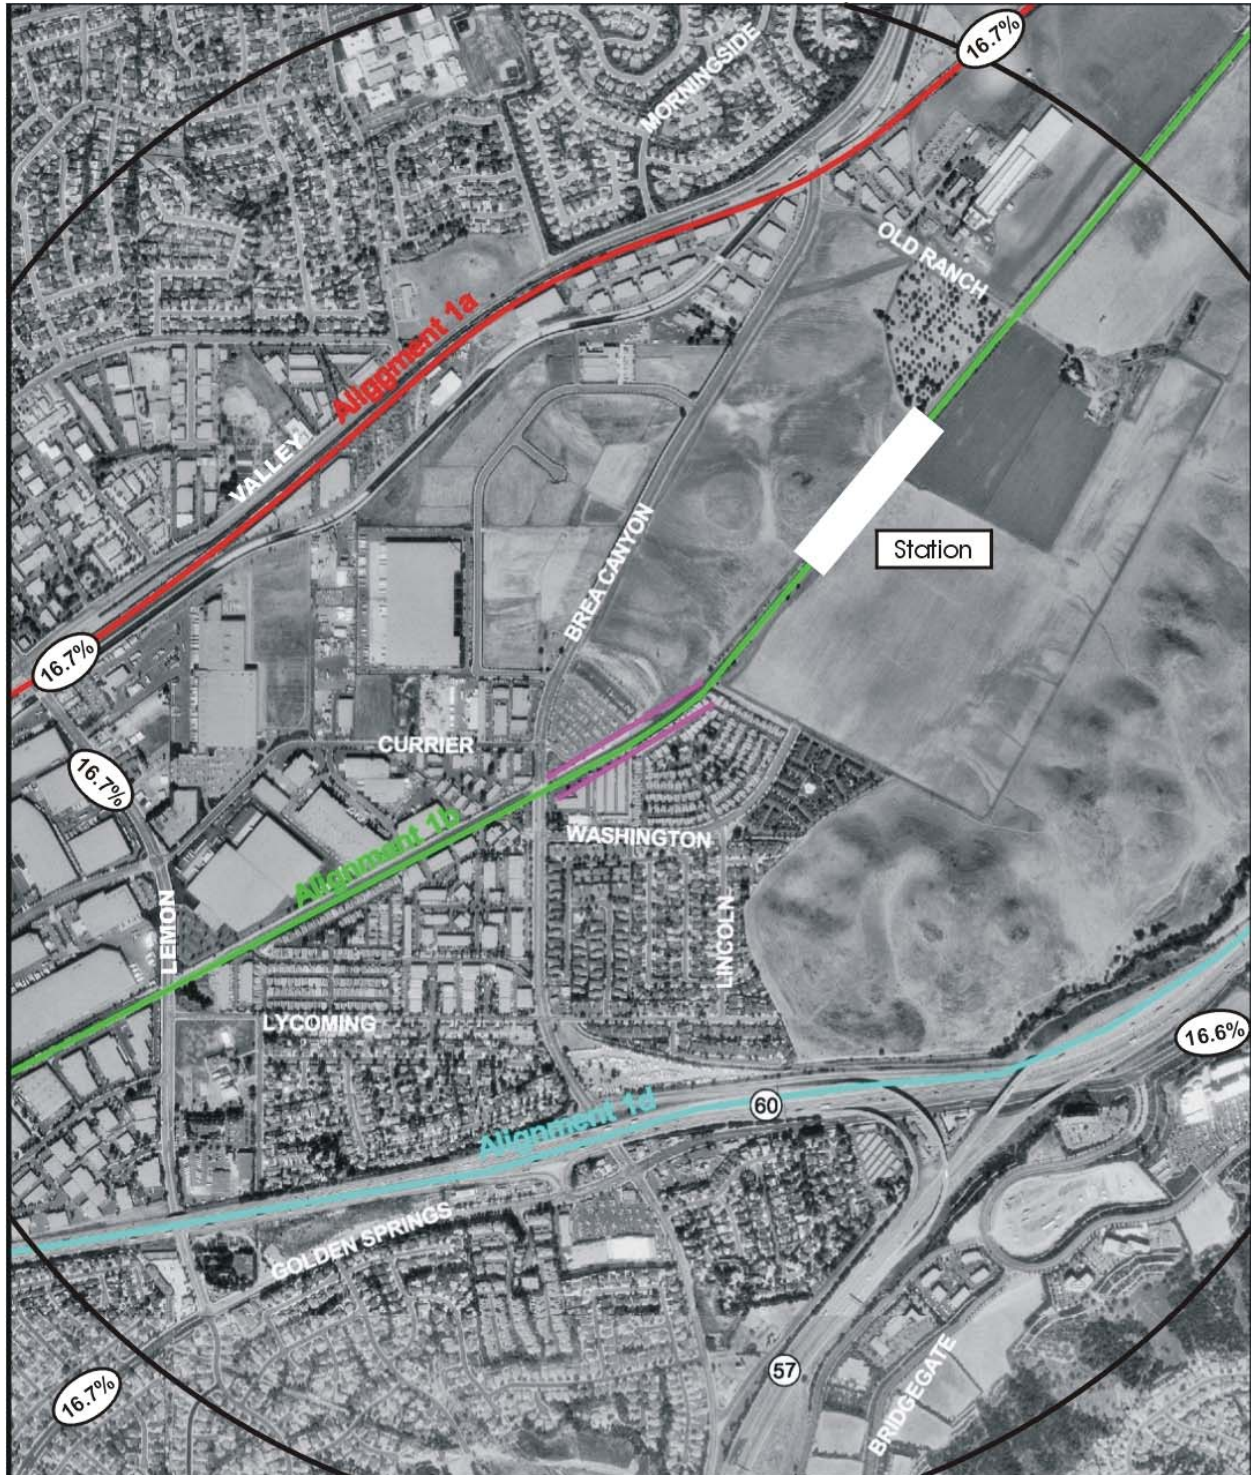 16.7%
MORNINGSIDE
OLD RANCH
Alignment 1a
VALLEY
BREA CANYON
Station
16.7%
CURRIER
16.7%
Alignment 1b
WASHINGTON
LEMON
LINCOLN
LYCOMING
16.6%
Alignment 1d
60
GOLDEN SPRINGS
57
BRIDGEGATE
16.7%